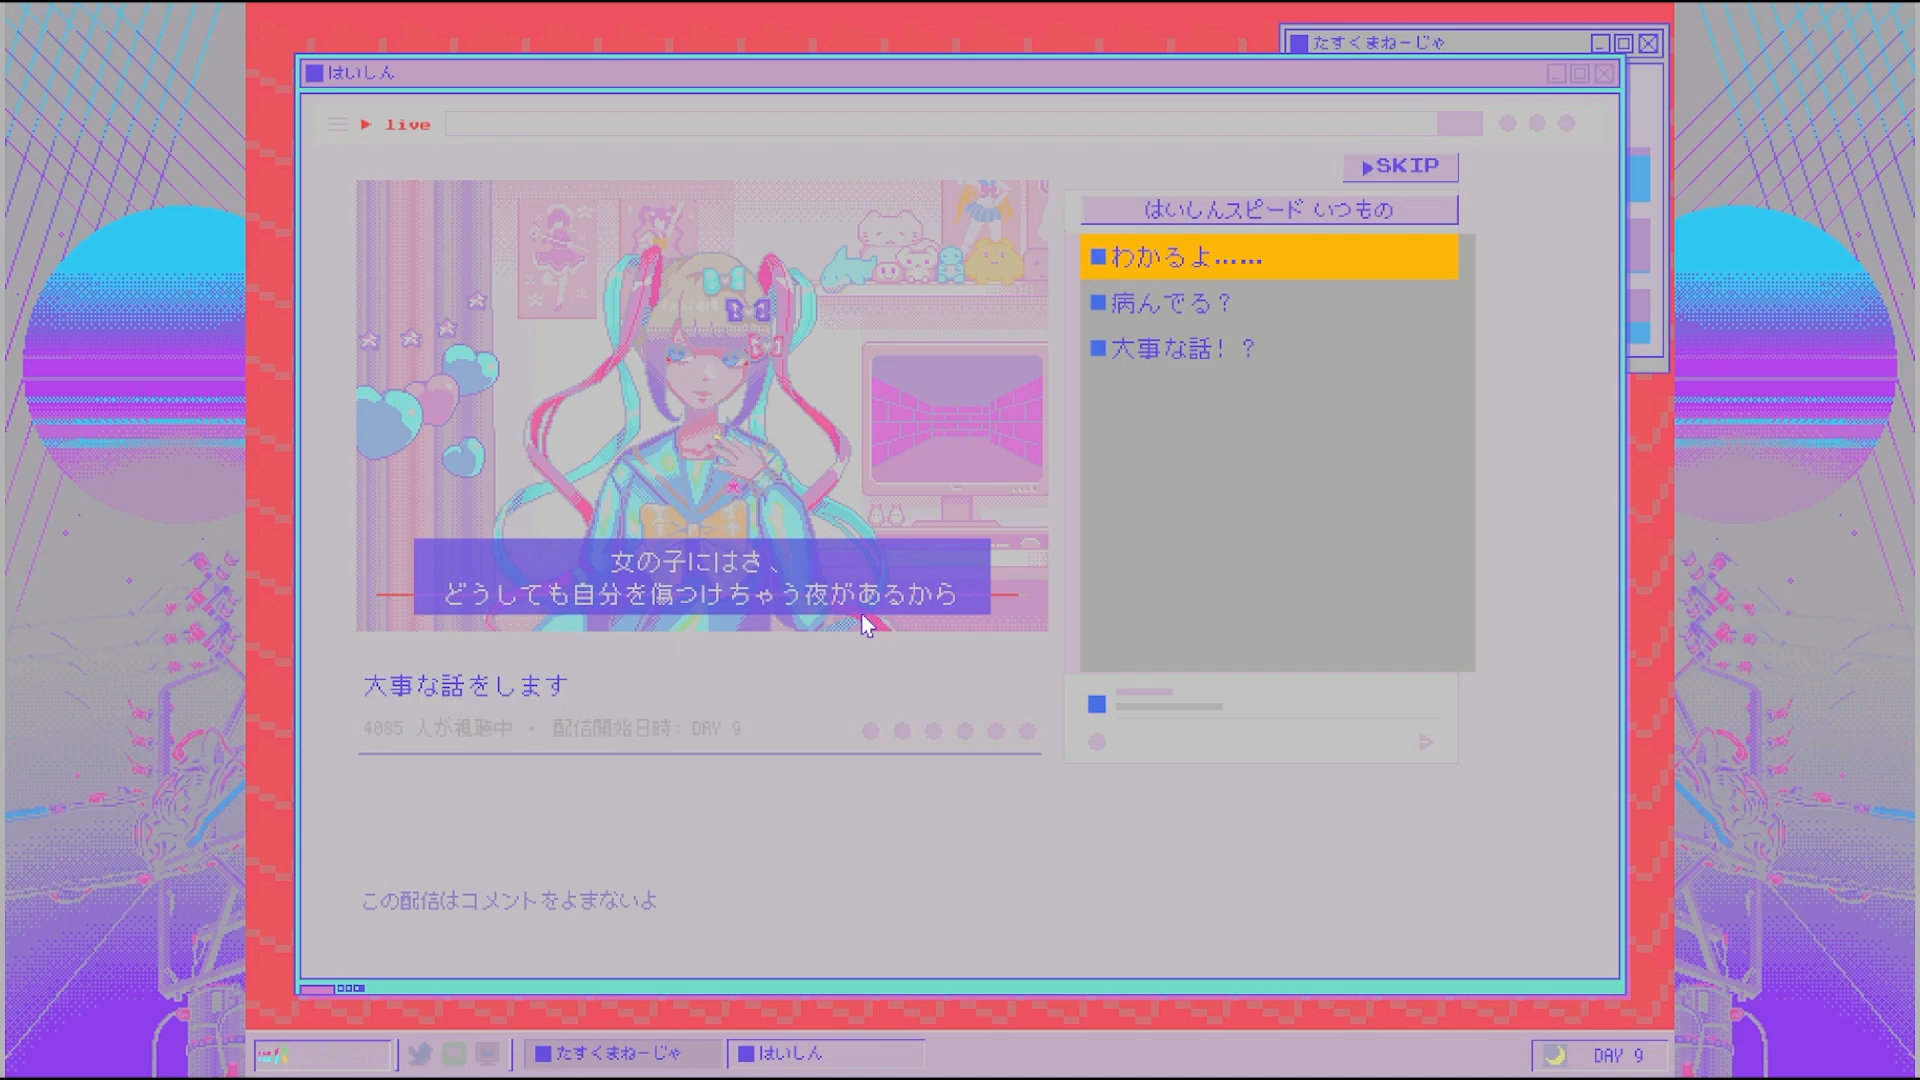 たすくまねーじゃ
はいしん
live
▶SKIP
はいしんスピード いつもの
わかるよ……
病んでる？
大事な話！？
女の子にはさ、
どうしても自分を傷つけちゃう夜があるから
大事な話をします
4085 人が視聴中 ・ 配信開始日時: DAY 9
この配信はコメントをよまないよ
たすくまねーじゃ
はいしん
DAY 9